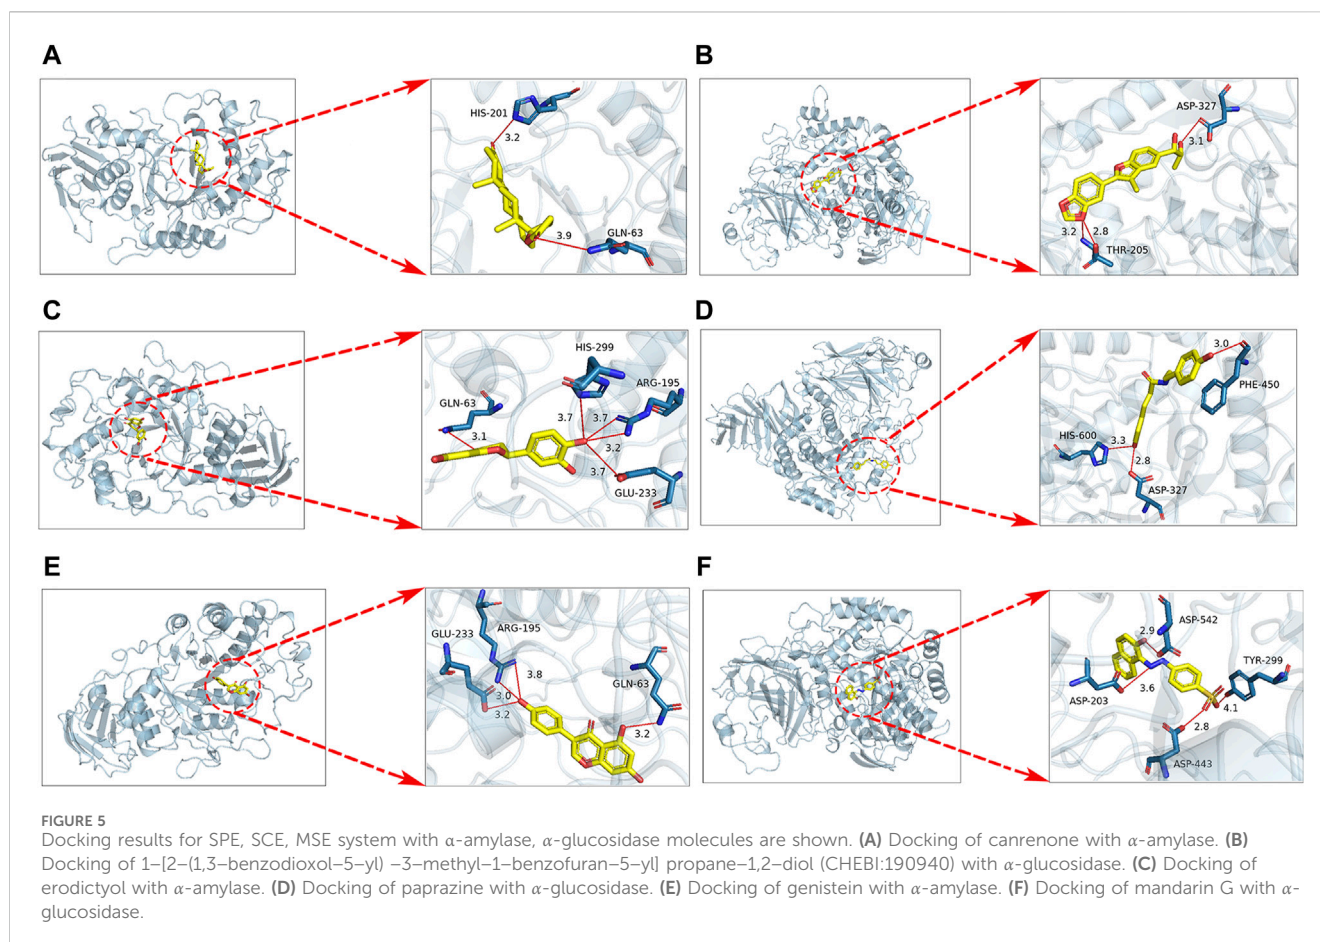 A
HIS-201
3.2
3.9
GLN-63
B
ASP-327
3.1
3.2
2.8
THR-205
C
HIS-299
ARG-195
GLN-63
3.7
3.7
3.1
3.2
3.7
GLU-233
D
3.0
PHE-450
HIS-600
3.3
2.8
ASP-327
E
ARG-195
GLU-233
3.8
GLN-63
3.0
3.2
3.2
F
ASP-542
2.9
TYR-299
3.6
ASP-203
4.1
2.8
ASP-443
FIGURE 5
Docking results for SPE, SCE, MSE system with α-amylase, α-glucosidase molecules are shown. (A) Docking of canrenone with α-amylase. (B)
Docking of 1–[2–(1,3–benzodioxol–5–yl) –3–methyl–1–benzofuran–5–yl] propane–1,2–diol (CHEBI:190940) with α-glucosidase. (C) Docking of
erodictyol with α-amylase. (D) Docking of paprazine with α-glucosidase. (E) Docking of genistein with α-amylase. (F) Docking of mandarin G with α-
glucosidase.